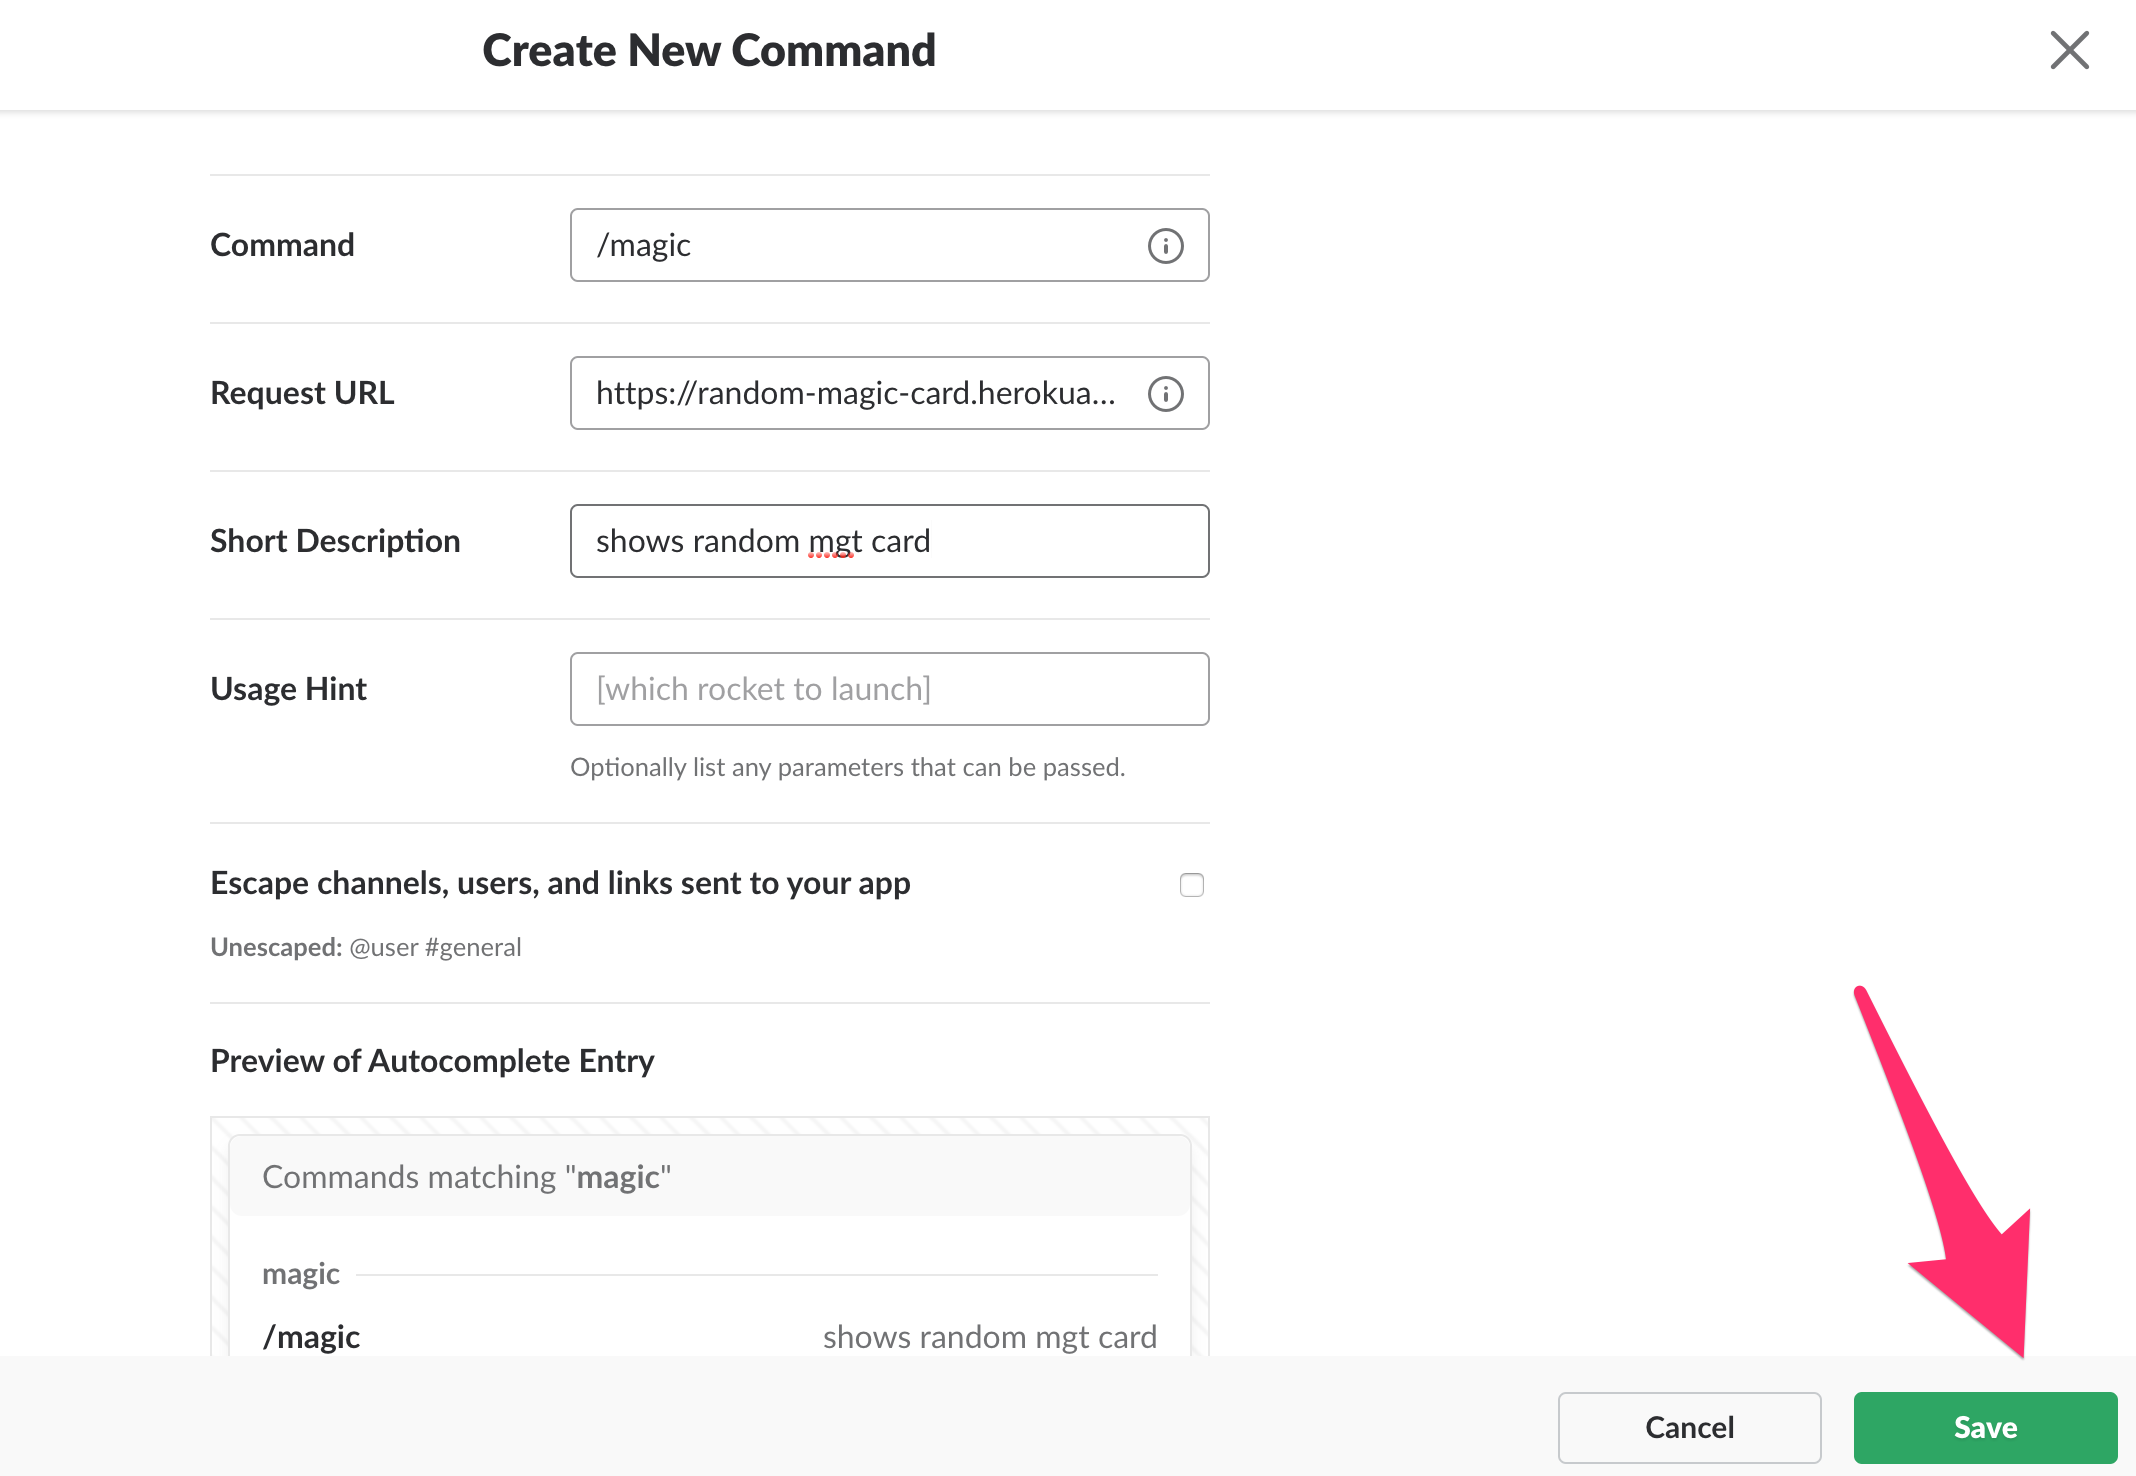 Create New Command
Command
/magic
Request URL
https://random-magic-card.herokua...
Short Description
shows random mgt card
Usage Hint
[which rocket to launch]
Optionally list any parameters that can be passed.
Escape channels, users, and links sent to your app
Unescaped: @user #general
Preview of Autocomplete Entry
Commands matching "magic"
magic
/magic shows random mgt card
Cancel Save